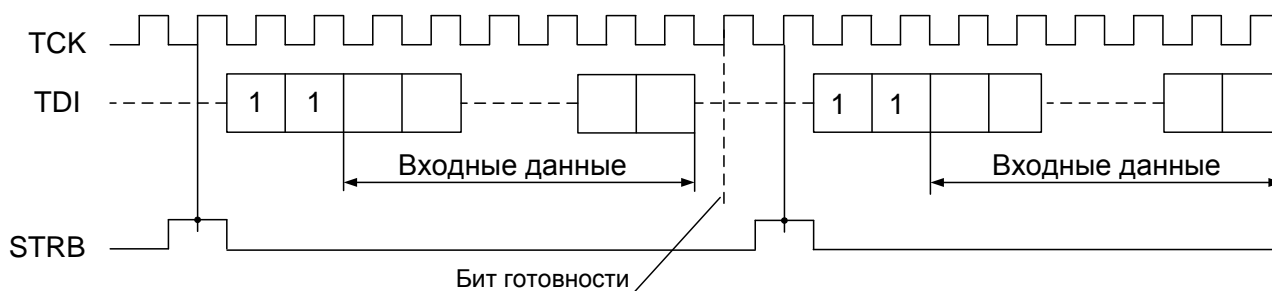 TCK
TDI
1 1
1 1
Входные данные
Входные данные
STRB
Бит готовности